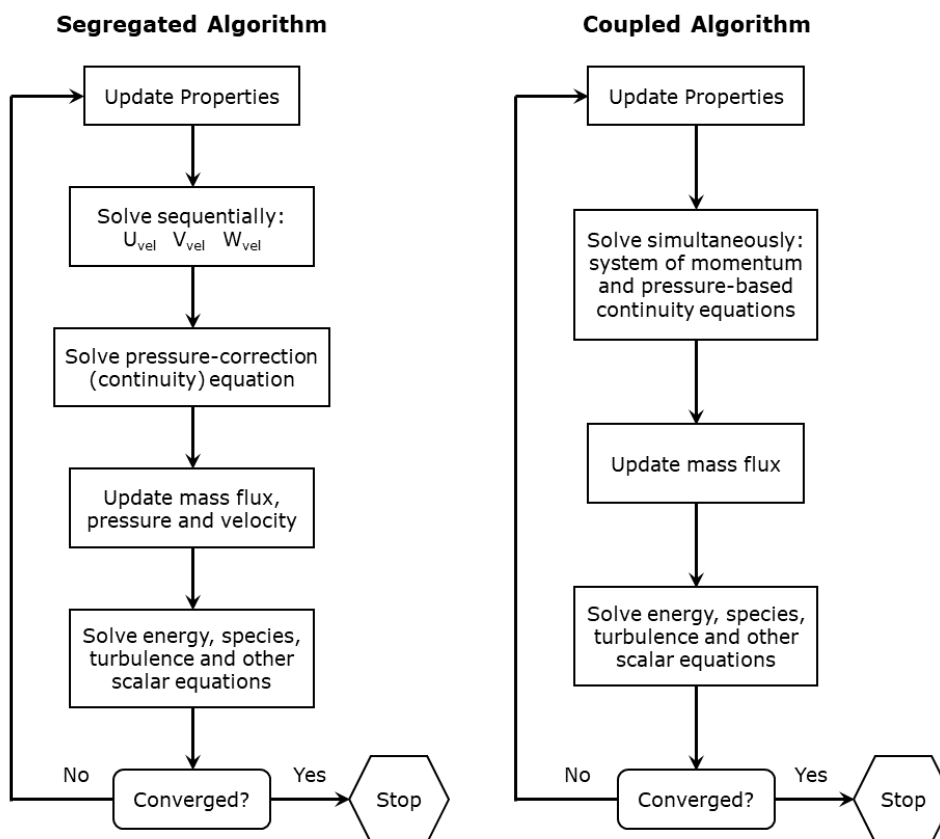 Segregated Algorithm
Update Properties
Solve sequentially:
Uvel Vvel Wvel
Solve pressure-correction
(continuity) equation
Update mass flux,
pressure and velocity
Solve energy, species,
turbulence and other
scalar equations
No
Converged?
Yes
Stop
Coupled Algorithm
Update Properties
Solve simultaneously:
system of momentum
and pressure-based
continuity equations
Update mass flux
Solve energy, species,
turbulence and other
scalar equations
No
Converged?
Yes
Stop